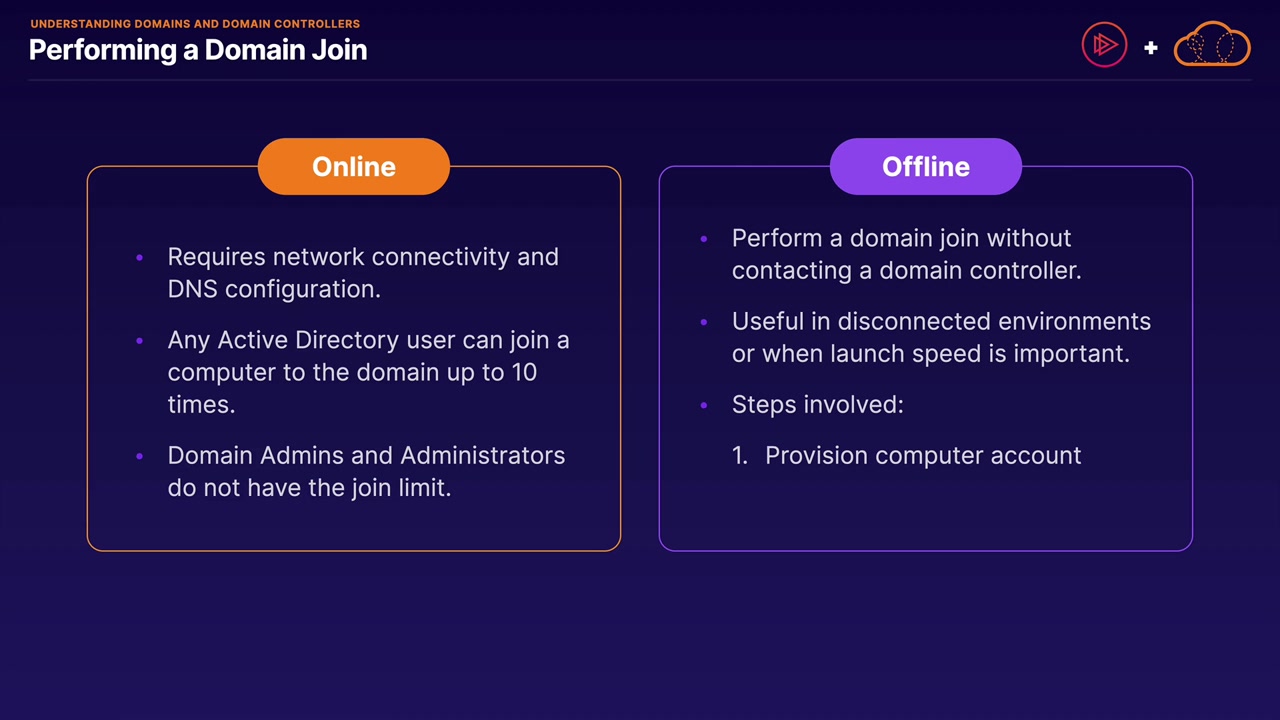 UNDERSTANDING DOMAINS AND DOMAIN CONTROLLERS
Performing a Domain Join
+
Online
• Requires network connectivity and
DNS configuration.
• Any Active Directory user can join a
computer to the domain up to 10
times.
• Domain Admins and Administrators
do not have the join limit.
Offline
• Perform a domain join without
contacting a domain controller.
• Useful in disconnected environments
or when launch speed is important.
• Steps involved:
1. Provision computer account